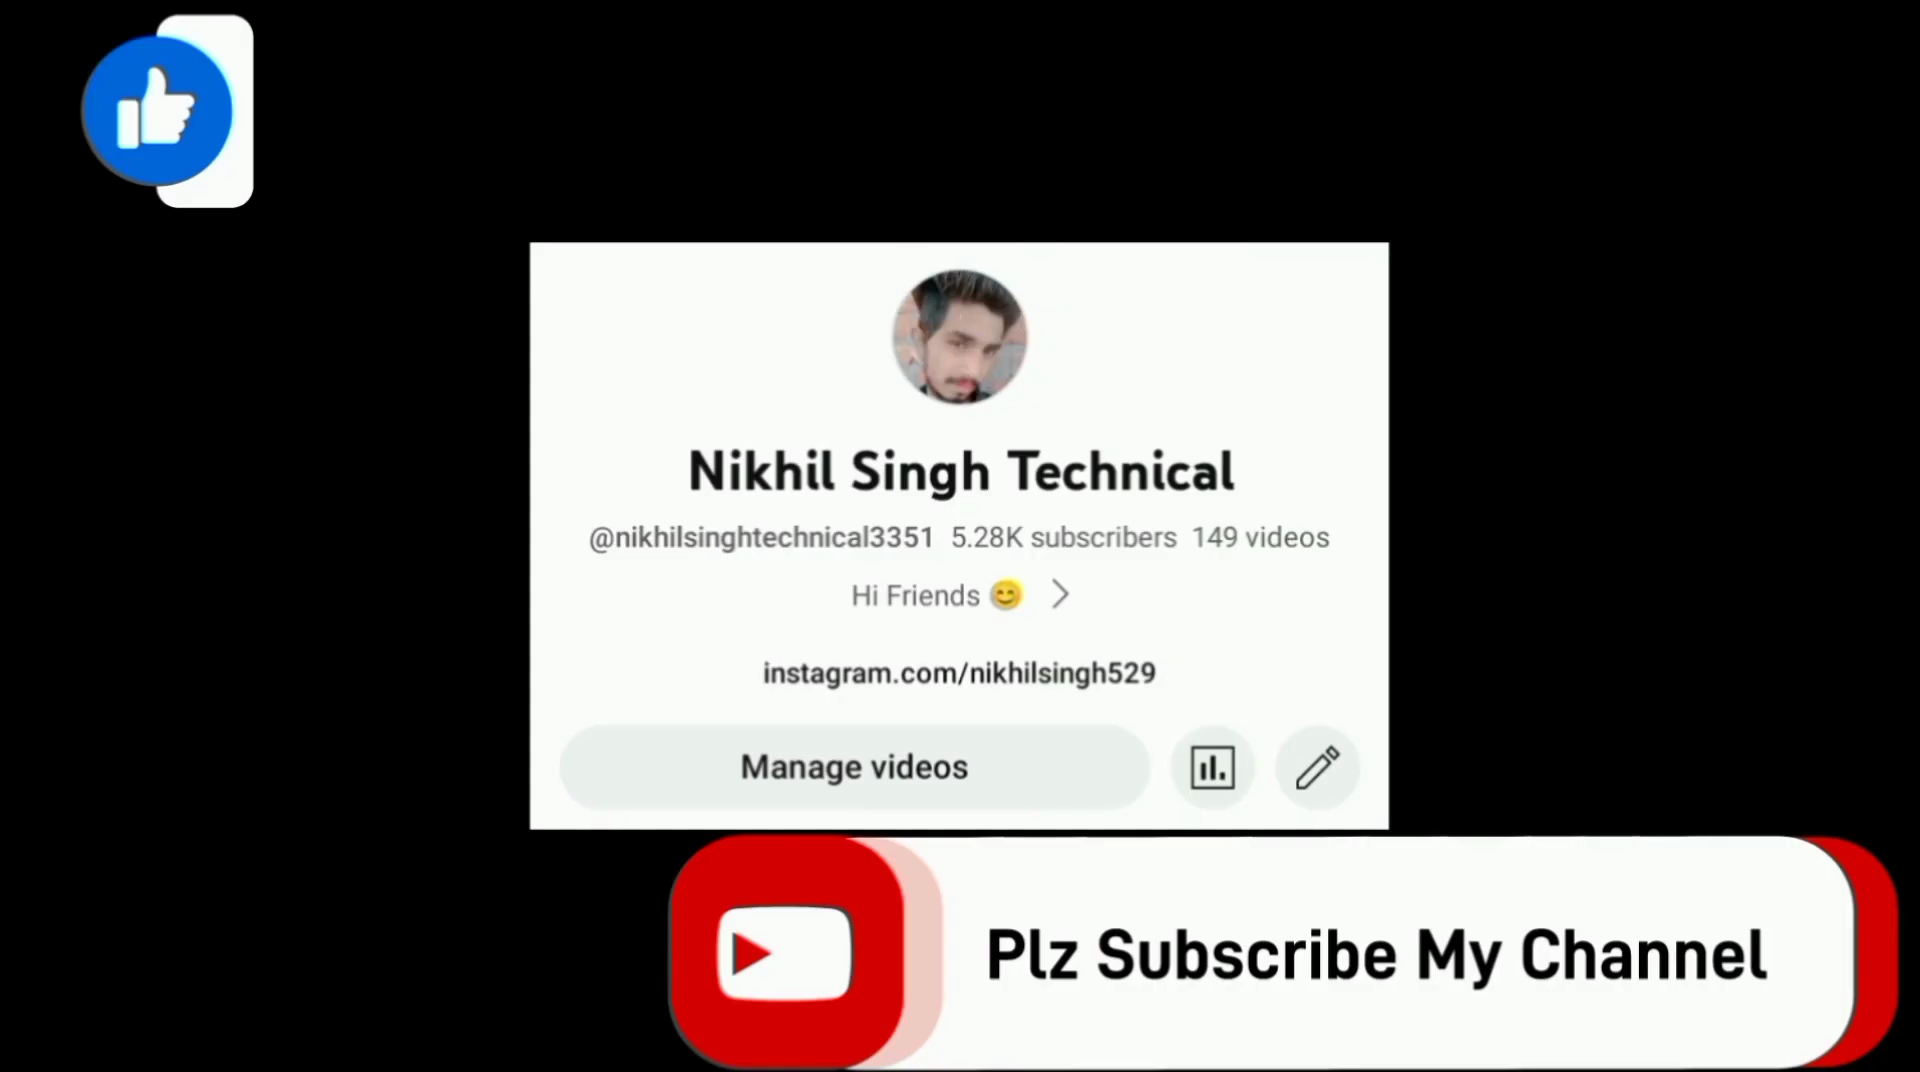 Nikhil Singh Technical
@nikhilsinghtechnical3351 5.28K subscribers 149 videos
Hi Friends 😊 >
instagram.com/nikhilsingh529
Manage videos
Plz Subscribe My Channel